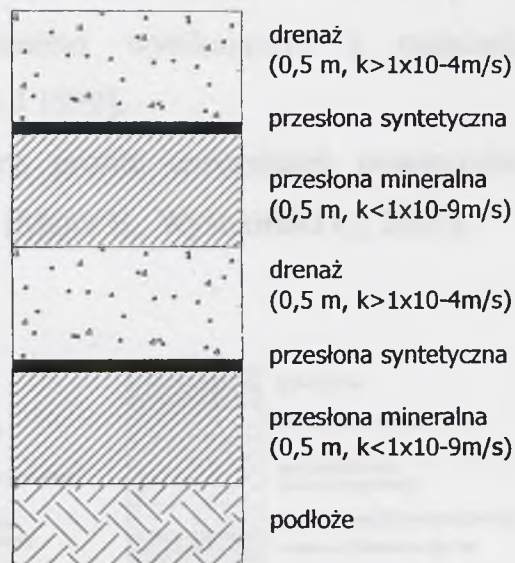 drenaż
(0,5 m, k>1x10-4m/s)
przesłona syntetyczna
przesłona mineralna
(0,5 m, k<1x10-9m/s)
drenaż
(0,5 m, k>1x10-4m/s)
przesłona syntetyczna
przesłona mineralna
(0,5 m, k<1x10-9m/s)
podłoże